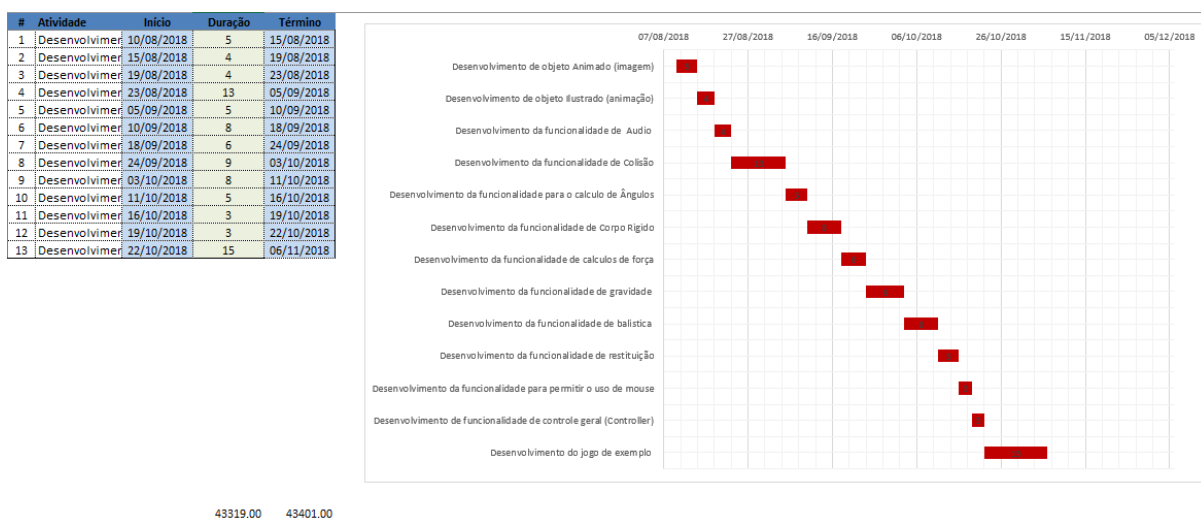 # Atividade Início Duração Término
1 Desenvolvimer 10/08/2018 5 15/08/2018
2 Desenvolvimer 15/08/2018 4 19/08/2018
3 Desenvolvimer 19/08/2018 4 23/08/2018
4 Desenvolvimer 23/08/2018 13 05/09/2018
5 Desenvolvimer 05/09/2018 5 10/09/2018
6 Desenvolvimer 10/09/2018 8 18/09/2018
7 Desenvolvimer 18/09/2018 6 24/09/2018
8 Desenvolvimer 24/09/2018 9 03/10/2018
9 Desenvolvimer 03/10/2018 8 11/10/2018
10 Desenvolvimer 11/10/2018 5 16/10/2018
11 Desenvolvimer 16/10/2018 3 19/10/2018
12 Desenvolvimer 19/10/2018 3 22/10/2018
13 Desenvolvimer 22/10/2018 15 06/11/2018
43319.00 43401.00
07/08/2018 27/08/2018 16/09/2018 06/10/2018 26/10/2018 15/11/2018 05/12/2018
Desenvolvimento de objeto Animado (imagem)
Desenvolvimento de objeto Ilustrado (animação)
Desenvolvimento da funcionalidade de Audio
Desenvolvimento da funcionalidade de Colisão
Desenvolvimento da funcionalidade para o calculo de Ângulos
Desenvolvimento da funcionalidade de Corpo Rigido
Desenvolvimento da funcionalidade de calculos de força
Desenvolvimento da funcionalidade de gravidade
Desenvolvimento da funcionalidade de balistica
Desenvolvimento da funcionalidade de restituição
Desenvolvimento da funcionalidade para permitir o uso de mouse
Desenvolvimento de funcionalidade de controle geral (Controller)
Desenvolvimento do jogo de exemplo